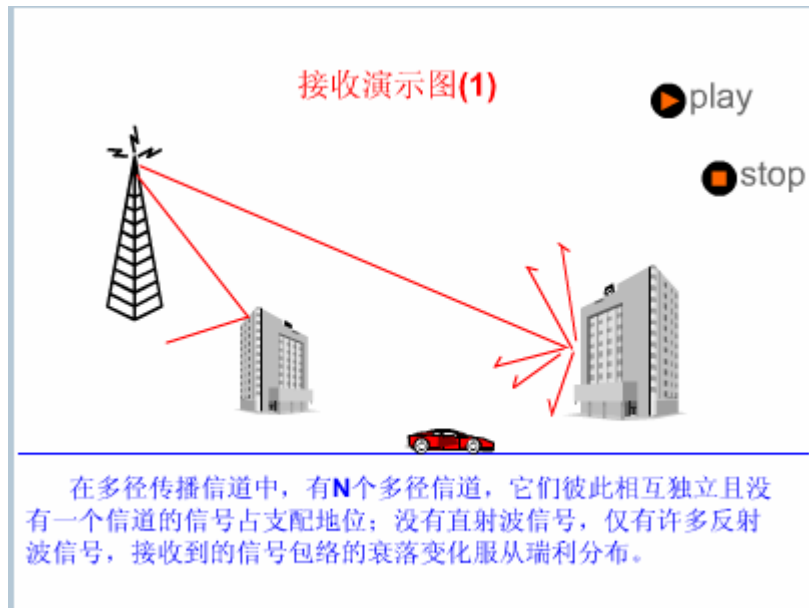 接收演示图(1)
play
stop
在多径传播信道中，有N个多径信道，它们彼此相互独立且没
有一个信道的信号占支配地位；没有直射波信号，仅有许多反射
波信号，接收到的信号包络的衰落变化服从瑞利分布。